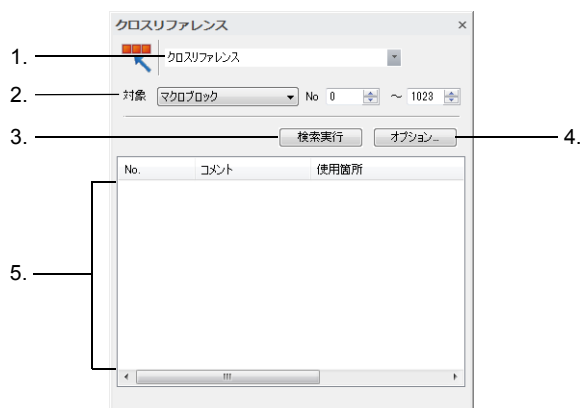 クロスリファレンス ×
1. クロスリファレンス
2. 対象 マクロブロック No 0 ～ 1023
3. 検索実行 オプション... 4.
No. コメント 使用箇所
5.